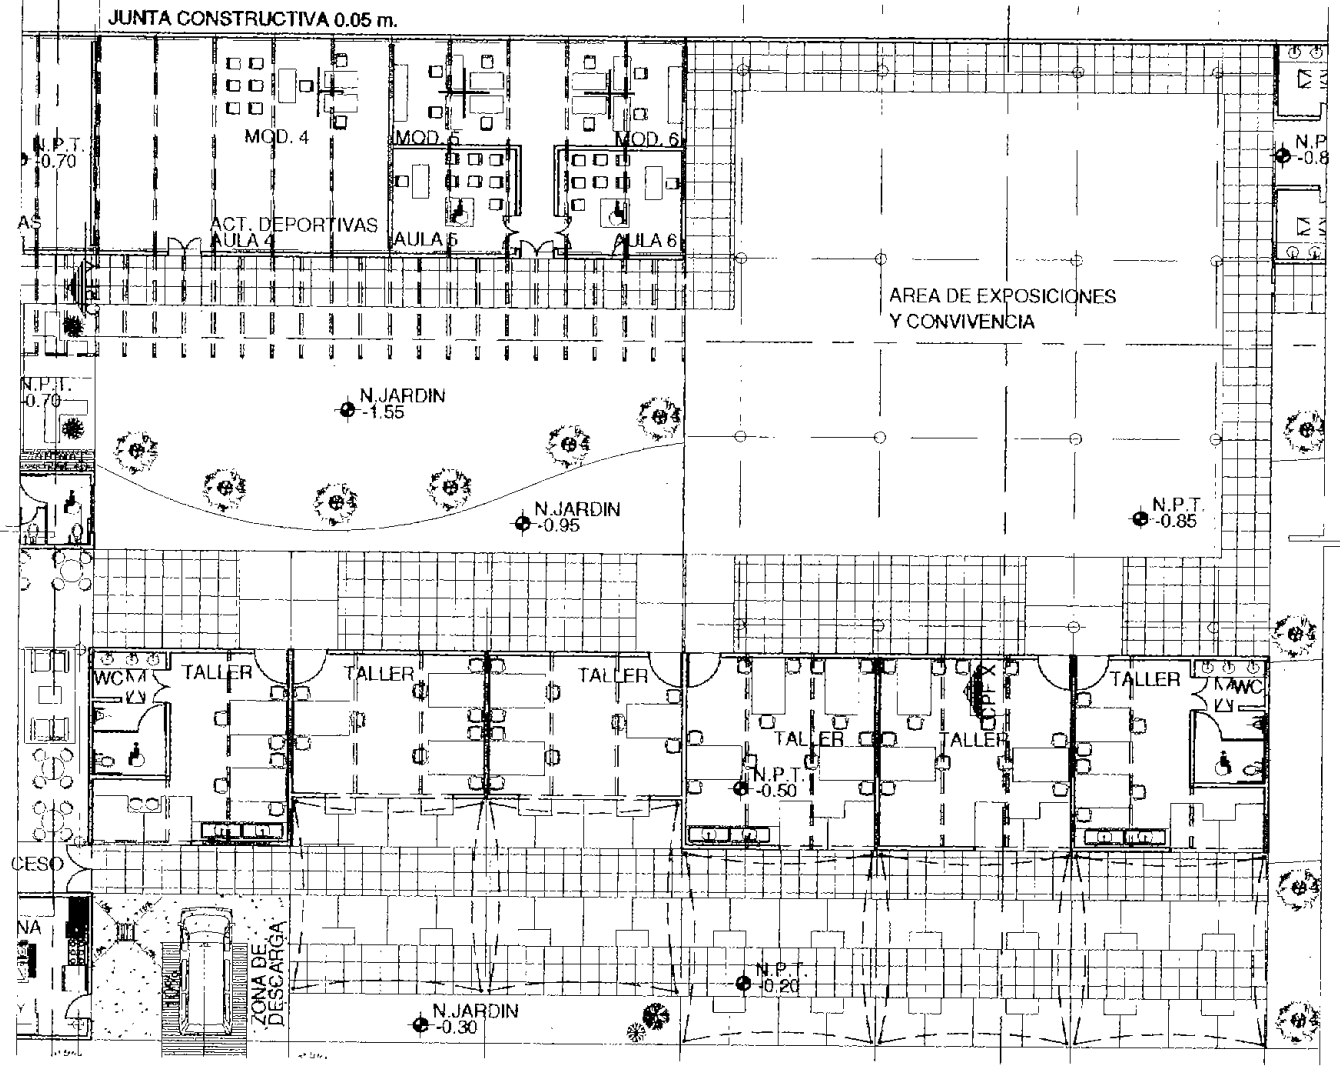 JUNTA CONSTRUCTIVA 0.05 m.
MOD. 4
MOD. 5
MOD. 6
N.P.T.
-0.70
N.P
-0.8
AS
ACT. DEPORTIVAS
AULA 4
AULA 5
AULA 6
AREA DE EXPOSICIONES
Y CONVIVENCIA
N.P.T.
-0.70
N.JARDIN
-1.55
N.JARDIN
-0.95
N.P.T.
-0.85
WC
TALLER
TALLER
TALLER
TALLER
TALLER
TALLER
WC
N.P.T.
-0.50
CESO
NA
ZONA DE
DESCARGA
N.P.T.
-0.20
N.JARDIN
-0.30